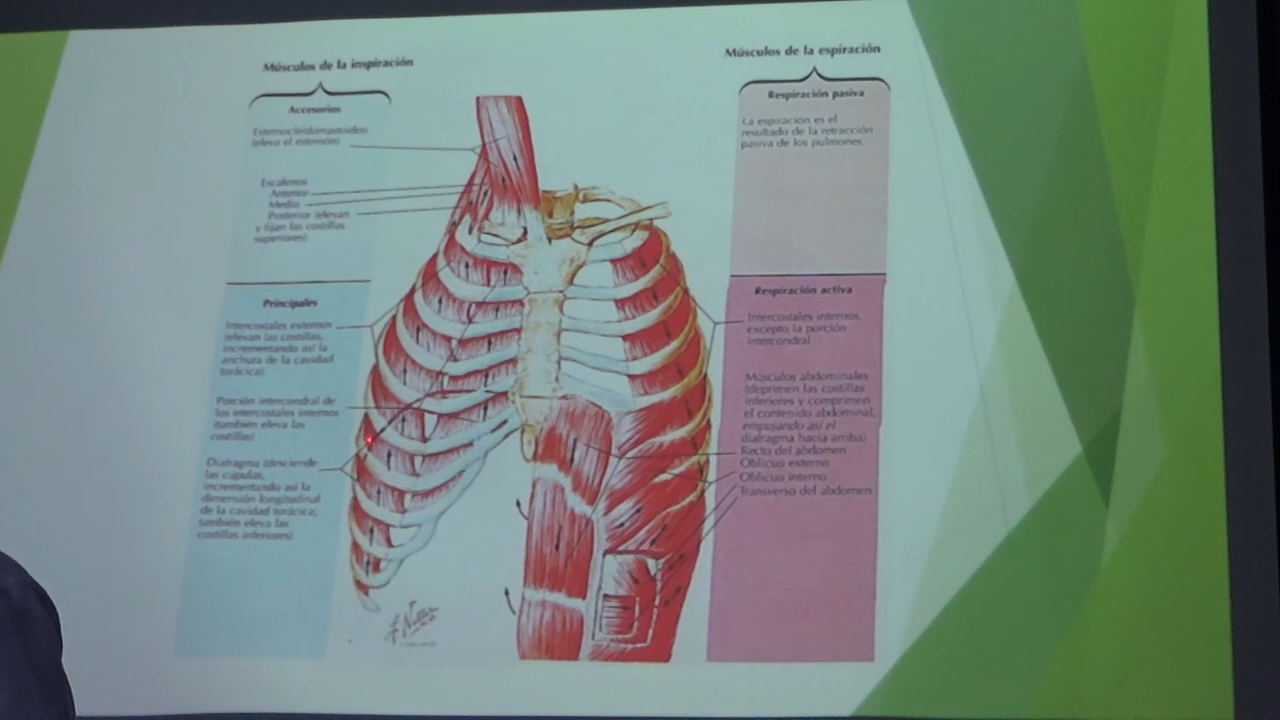 Músculos de la inspiración
Accesorios
Esternocleidomastoideo
(eleva el esternón)
Escalenos
Anterior
Medio
Posterior (elevan
y fijan las costillas
superiores)
Principales
Intercostales externos
(elevan las costillas,
incrementando así la
anchura de la cavidad
torácica)
Porción intercondral de
los intercostales internos
(también eleva las
costillas)
Diafragma (desciende
las cúpulas,
incrementando así la
dimensión longitudinal
de la cavidad torácica;
también eleva las
costillas inferiores)
Músculos de la espiración
Respiración pasiva
La espiración es el
resultado de la retracción
pasiva de los pulmones
Respiración activa
Intercostales internos,
excepto la porción
intercondral
Músculos abdominales
(deprimen las costillas
inferiores y comprimen
el contenido abdominal,
empujando así el
diafragma hacia arriba)
Recto del abdomen
Oblicuo externo
Oblicuo interno
Transverso del abdomen
F. Netter